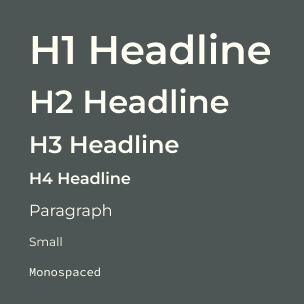 H1 Headline
H2 Headline
H3 Headline
H4 Headline
Paragraph
Small
Monospaced